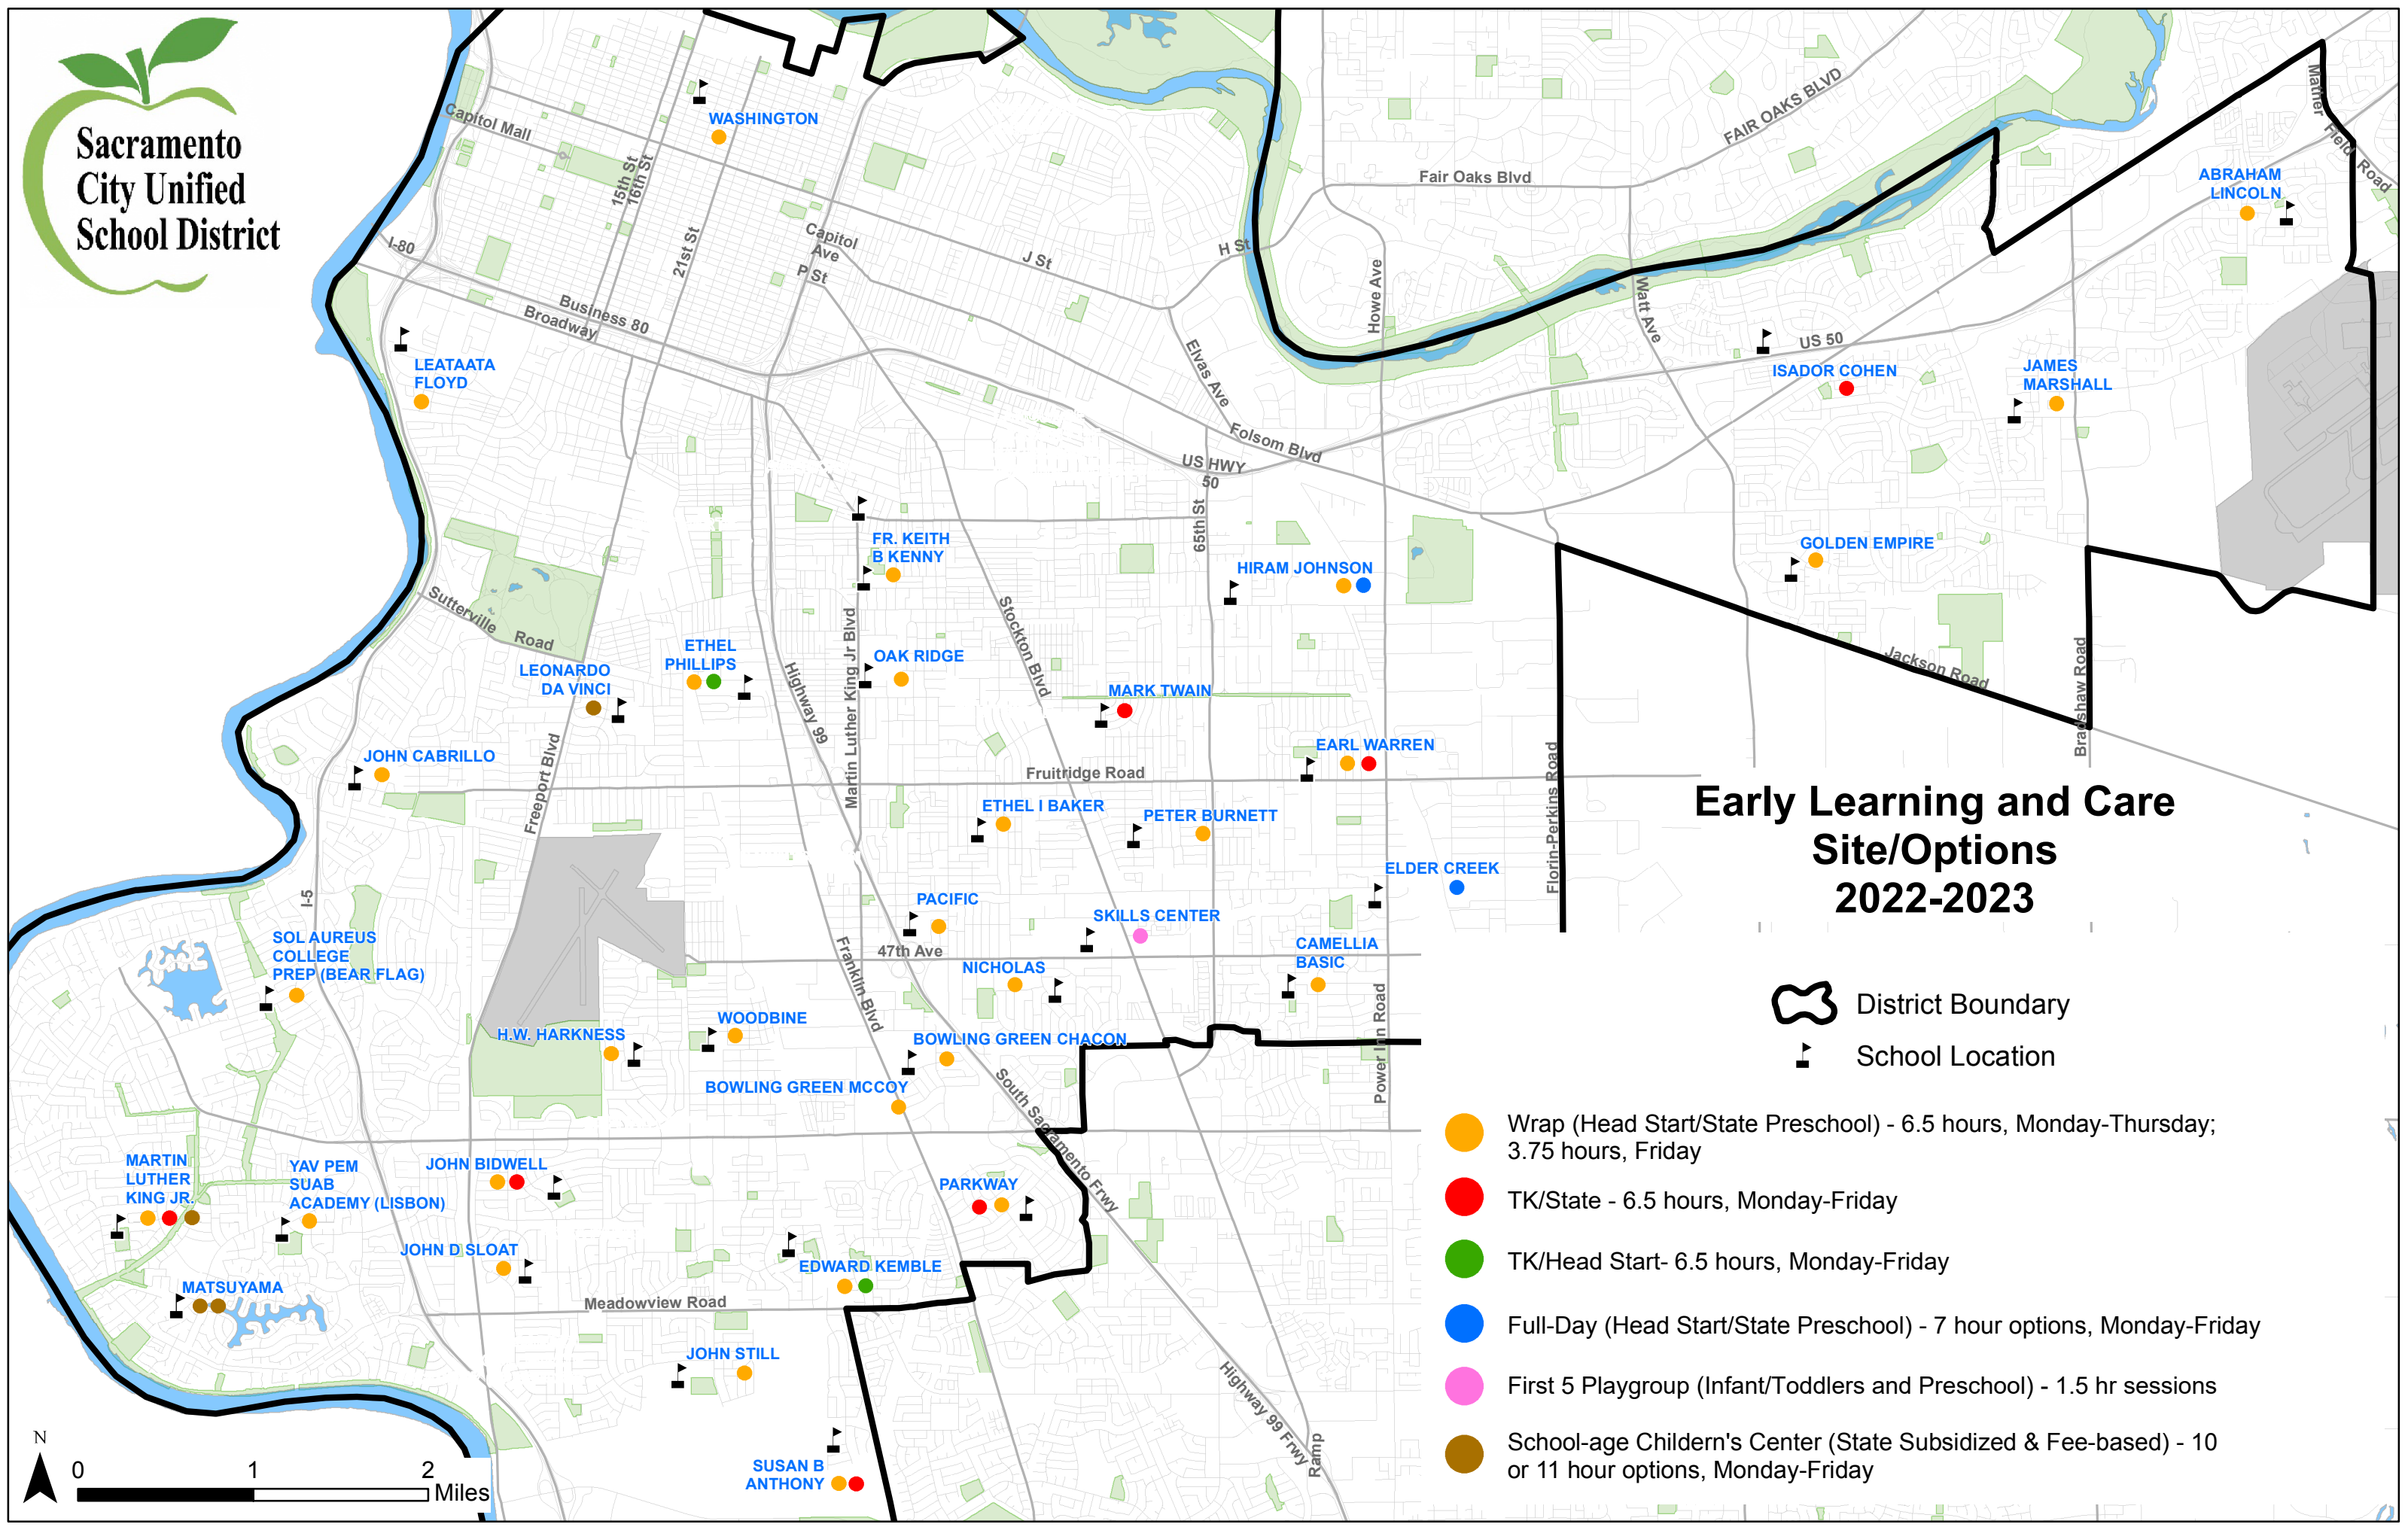 Sacramento
City Unified
School District
Capitol Mall
15th St
16th St
21st St
I-80
Business 80
Broadway
Capitol
Ave
P St
J St
H St
Elvas Ave
Howe Ave
Fair Oaks Blvd
FAIR OAKS BLVD
Watt Ave
US 50
Mather Field Road
Folsom Blvd
US HWY
50
65th St
WASHINGTON
ABRAHAM
LINCOLN
LEATAATA
FLOYD
ISADOR COHEN
JAMES
MARSHALL
FR. KEITH
B KENNY
HIRAM JOHNSON
GOLDEN EMPIRE
Sutterville Road
Stockton Blvd
Martin Luther King Jr Blvd
Highway 99
Jackson Road
Bradshaw Road
Florin-Perkins Road
ETHEL
PHILLIPS
OAK RIDGE
LEONARDO
DA VINCI
MARK TWAIN
JOHN CABRILLO
EARL WARREN
Freeport Blvd
Fruitridge Road
ETHEL I BAKER
PETER BURNETT
ELDER CREEK
I-5
PACIFIC
SKILLS CENTER
47th Ave
CAMELLIA
BASIC
SOL AUREUS
COLLEGE
PREP (BEAR FLAG)
NICHOLAS
Franklin Blvd
Power Inn Road
H.W. HARKNESS
WOODBINE
BOWLING GREEN CHACON
BOWLING GREEN MCCOY
South Sacramento Frwy
MARTIN
LUTHER
KING JR.
YAV PEM
SUAB
ACADEMY (LISBON)
JOHN BIDWELL
PARKWAY
JOHN D SLOAT
EDWARD KEMBLE
MATSUYAMA
Meadowview Road
JOHN STILL
Highway 99 Frwy
Ramp
SUSAN B
ANTHONY
N
0 1 2
Miles
Early Learning and Care
Site/Options
2022-2023
District Boundary
School Location
Wrap (Head Start/State Preschool) - 6.5 hours, Monday-Thursday;
3.75 hours, Friday
TK/State - 6.5 hours, Monday-Friday
TK/Head Start- 6.5 hours, Monday-Friday
Full-Day (Head Start/State Preschool) - 7 hour options, Monday-Friday
First 5 Playgroup (Infant/Toddlers and Preschool) - 1.5 hr sessions
School-age Childern's Center (State Subsidized & Fee-based) - 10
or 11 hour options, Monday-Friday